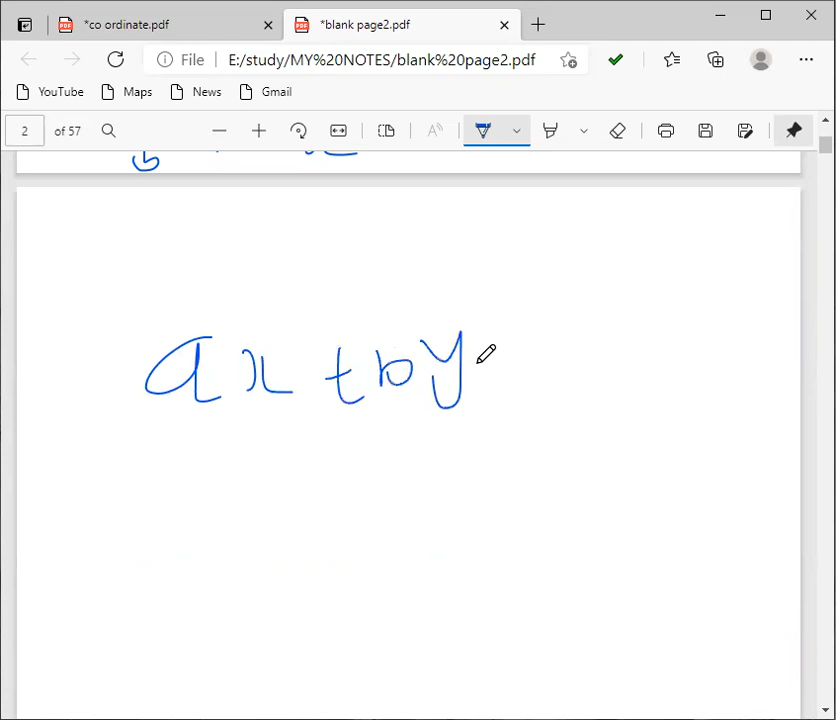 *co ordinate.pdf
*blank page2.pdf
File E:/study/MY%20NOTES/blank%20page2.pdf
YouTube Maps News Gmail
2 of 57
ax + by